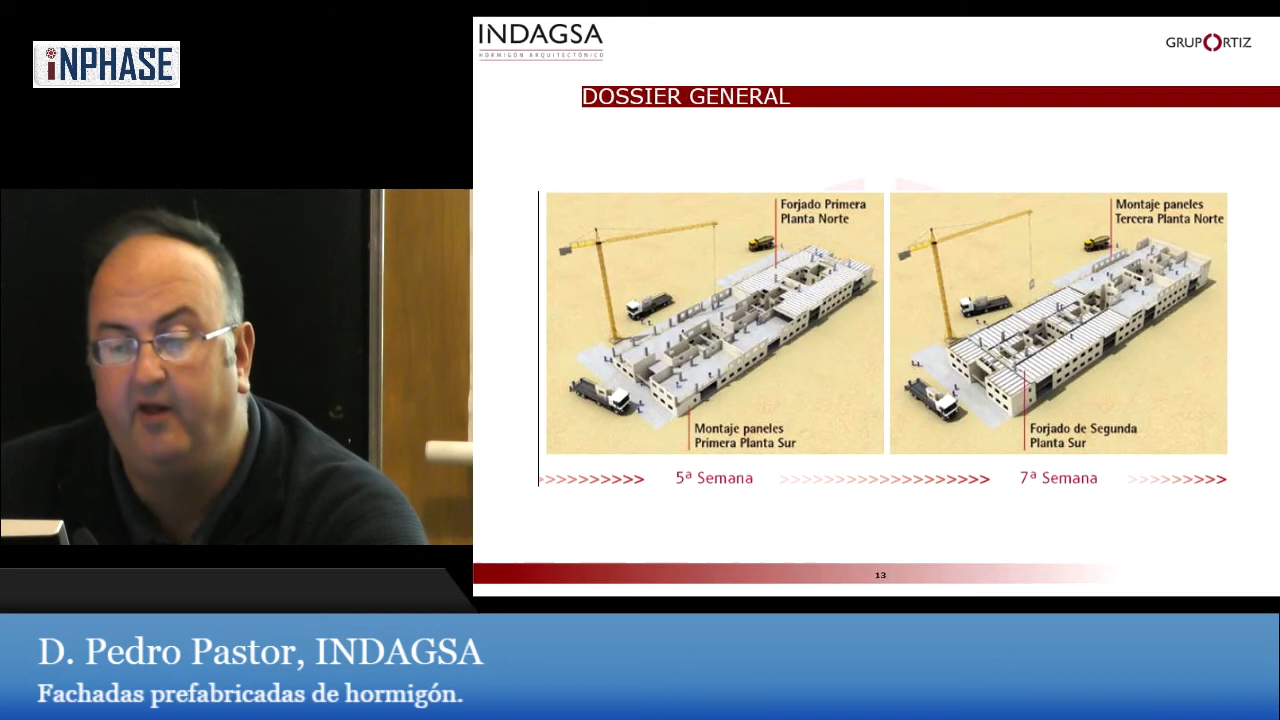 iNPHASE
INDAGSA
HORMIGÓN ARQUITECTÓNICO
GRUPORTIZ
DOSSIER GENERAL
Forjado Primera
Planta Norte
Montaje paneles
Primera Planta Sur
Montaje paneles
Tercera Planta Norte
Forjado de Segunda
Planta Sur
>>>>>>>>>>>> 5ª Semana >>>>>>>>>>>>>>>>>>>>>>> 7ª Semana >>>>>>>>>>>
13
D. Pedro Pastor, INDAGSA
Fachadas prefabricadas de hormigón.